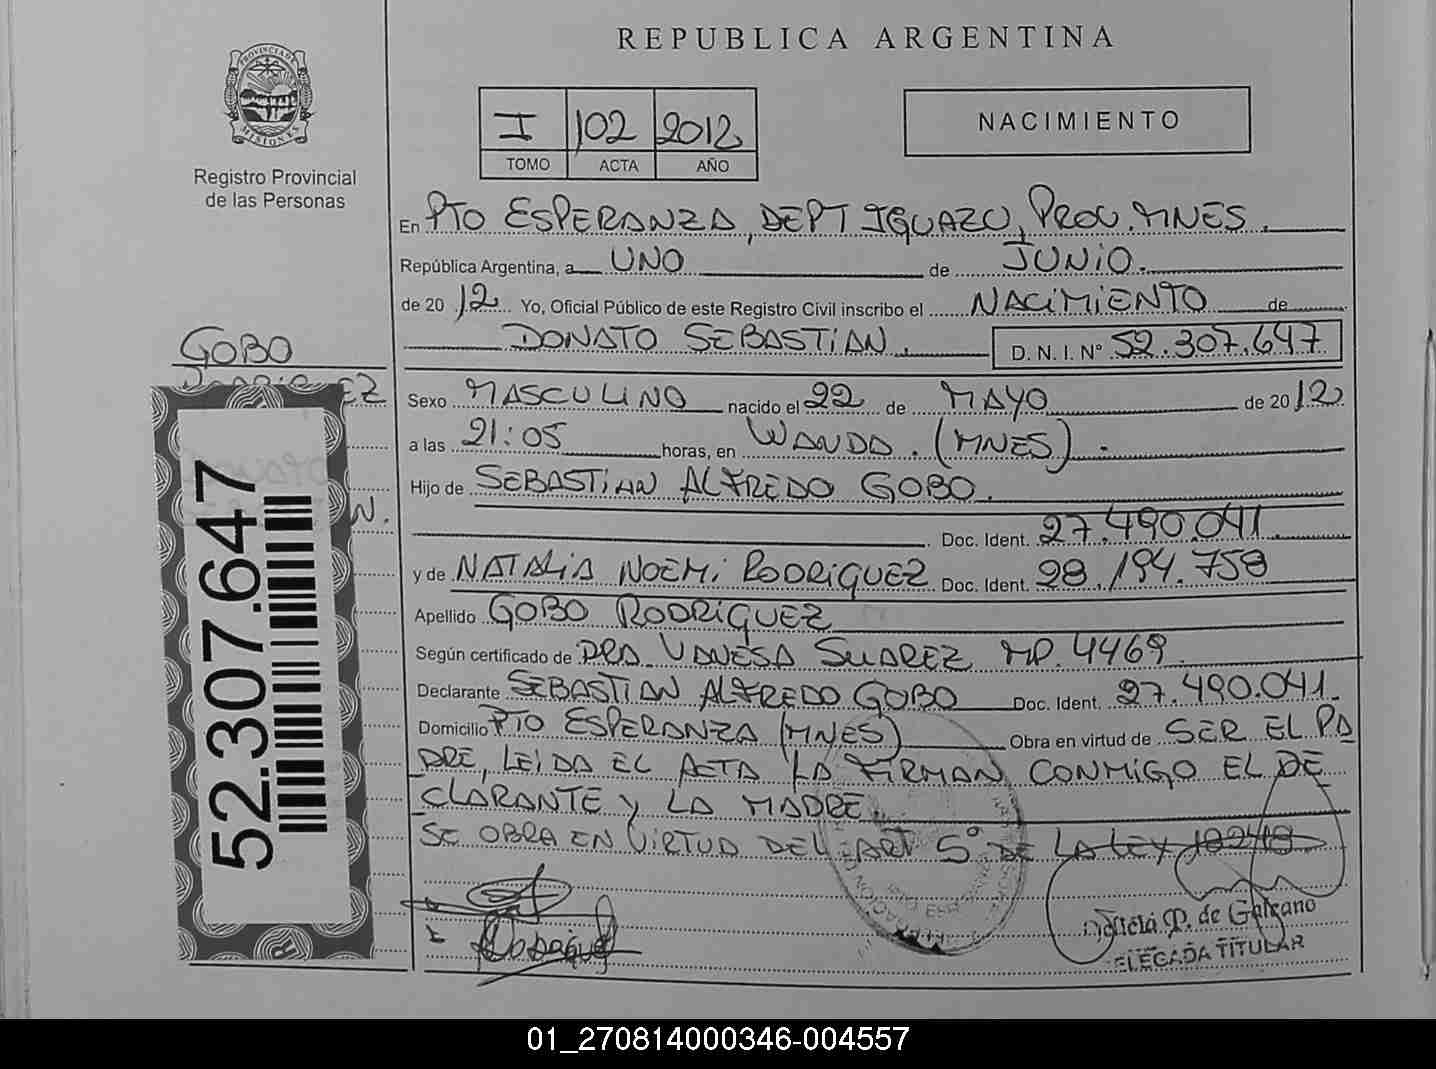 REPUBLICA ARGENTINA
PROVINCIA DE MISIONES
Registro Provincial
de las Personas
I 102 2012
TOMO ACTA AÑO
NACIMIENTO
En PTO ESPERANZA, DEPT IGUAZU, PROV. MNES.
República Argentina, a UNO de JUNIO.
de 20 12 Yo, Oficial Público de este Registro Civil inscribo el NACIMIENTO de
DONATO SEBASTIAN. D. N. I. Nº 52.307.647
GOBO
Sexo MASCULINO nacido el 22 de MAYO de 20 12
a las 21:05 horas, en WANDA. (MNES).
Hijo de SEBASTIAN ALFREDO GOBO.
Doc. Ident. 27.490.041
N.
y de NATALIA NOEMI RODRIGUEZ Doc. Ident. 28.194.758
Apellido GOBO RODRIGUEZ
Según certificado de DRA. VANESA SUAREZ MP. 4469.
Declarante SEBASTIAN ALFREDO GOBO Doc. Ident. 27.490.041.
Domicilio PTO ESPERANZA (MNES) Obra en virtud de SER EL PA
DRE, LEIDA EL ACTA LA FIRMAN CONMIGO EL DE
CLARANTE Y LA MADRE.
SE OBRA EN VIRTUD DEL ART 5º DE LA LEY
52.307.647
P. de Galeano
DELEGADA TITULAR
01_270814000346-004557